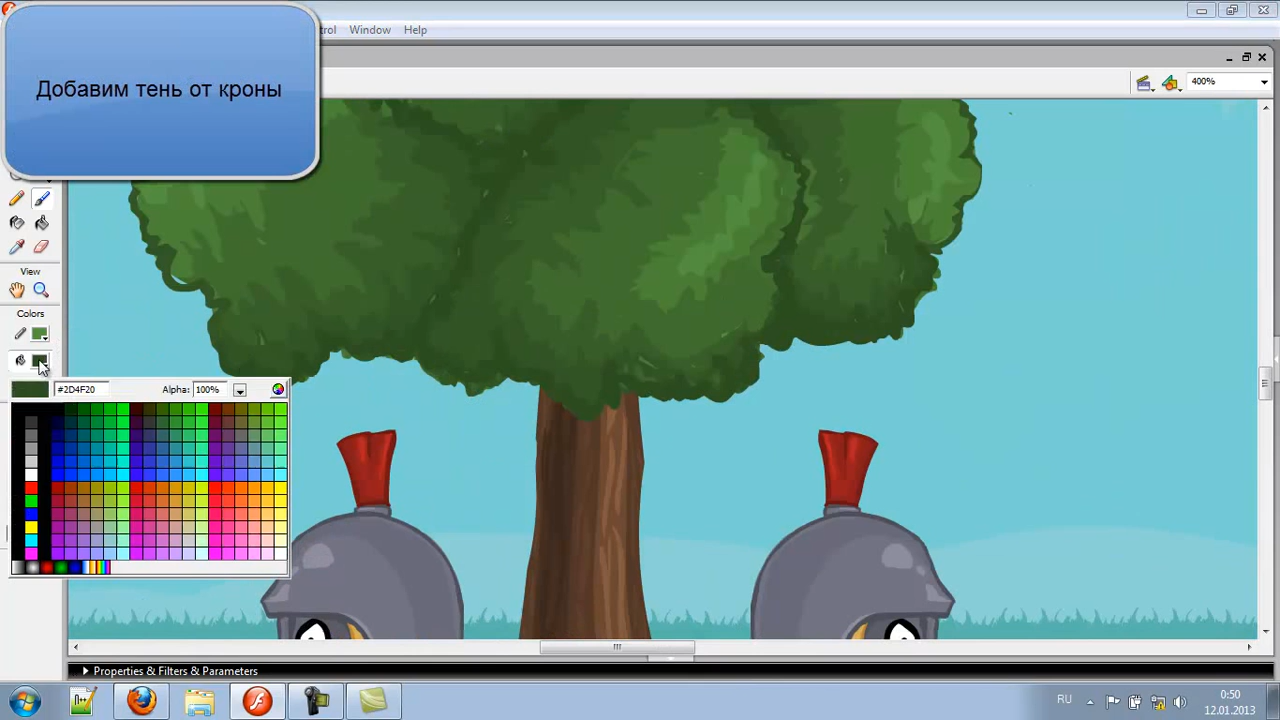 Добавим тень от кроны
trol Window Help
400%
View
Colors
#2D4F20 Alpha: 100%
Properties & Filters & Parameters
RU
0:50
12.01.2013